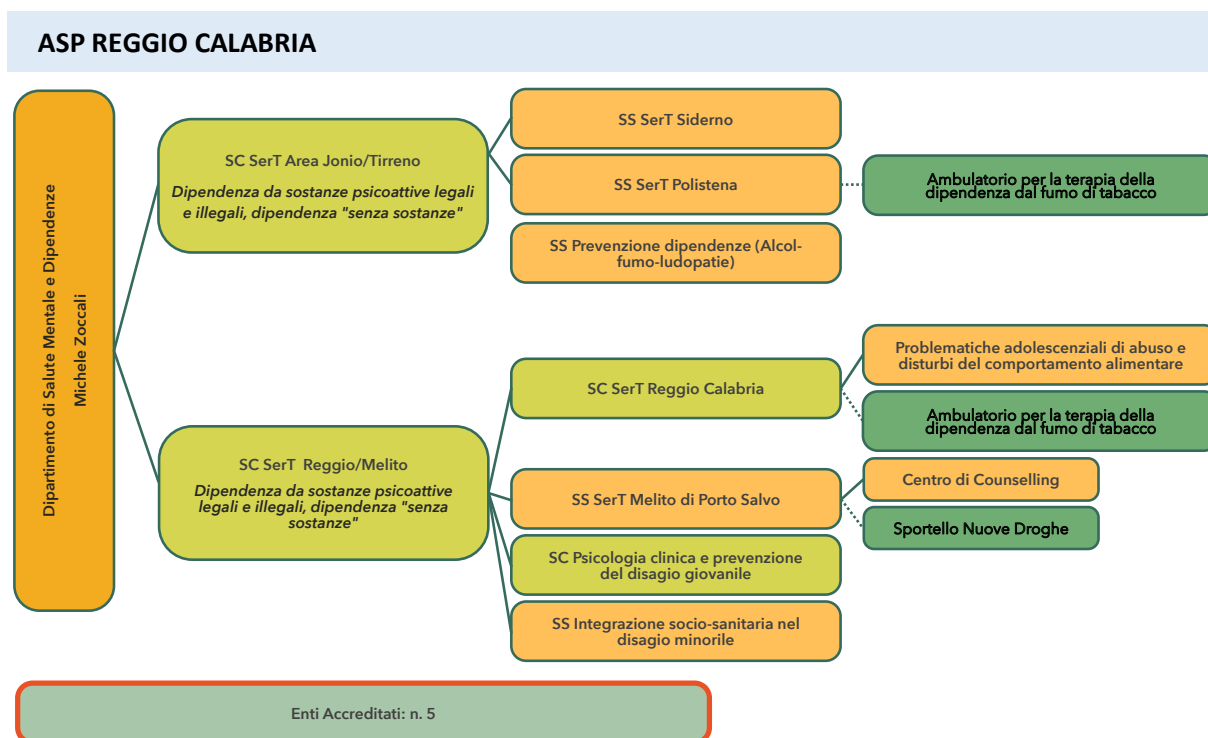 ASP REGGIO CALABRIA
Dipartimento di Salute Mentale e Dipendenze
Michele Zoccali
SC SerT Area Jonio/Tirreno
Dipendenza da sostanze psicoattive legali
e illegali, dipendenza "senza sostanze"
SS SerT Siderno
SS SerT Polistena
Ambulatorio per la terapia della
dipendenza dal fumo di tabacco
SS Prevenzione dipendenze (Alcol-
fumo-ludopatie)
SC SerT Reggio/Melito
Dipendenza da sostanze psicoattive
legali e illegali, dipendenza "senza
sostanze"
SC SerT Reggio Calabria
Problematiche adolescenziali di abuso e
disturbi del comportamento alimentare
Ambulatorio per la terapia della
dipendenza dal fumo di tabacco
SS SerT Melito di Porto Salvo
Centro di Counselling
Sportello Nuove Droghe
SC Psicologia clinica e prevenzione
del disagio giovanile
SS Integrazione socio-sanitaria nel
disagio minorile
Enti Accreditati: n. 5